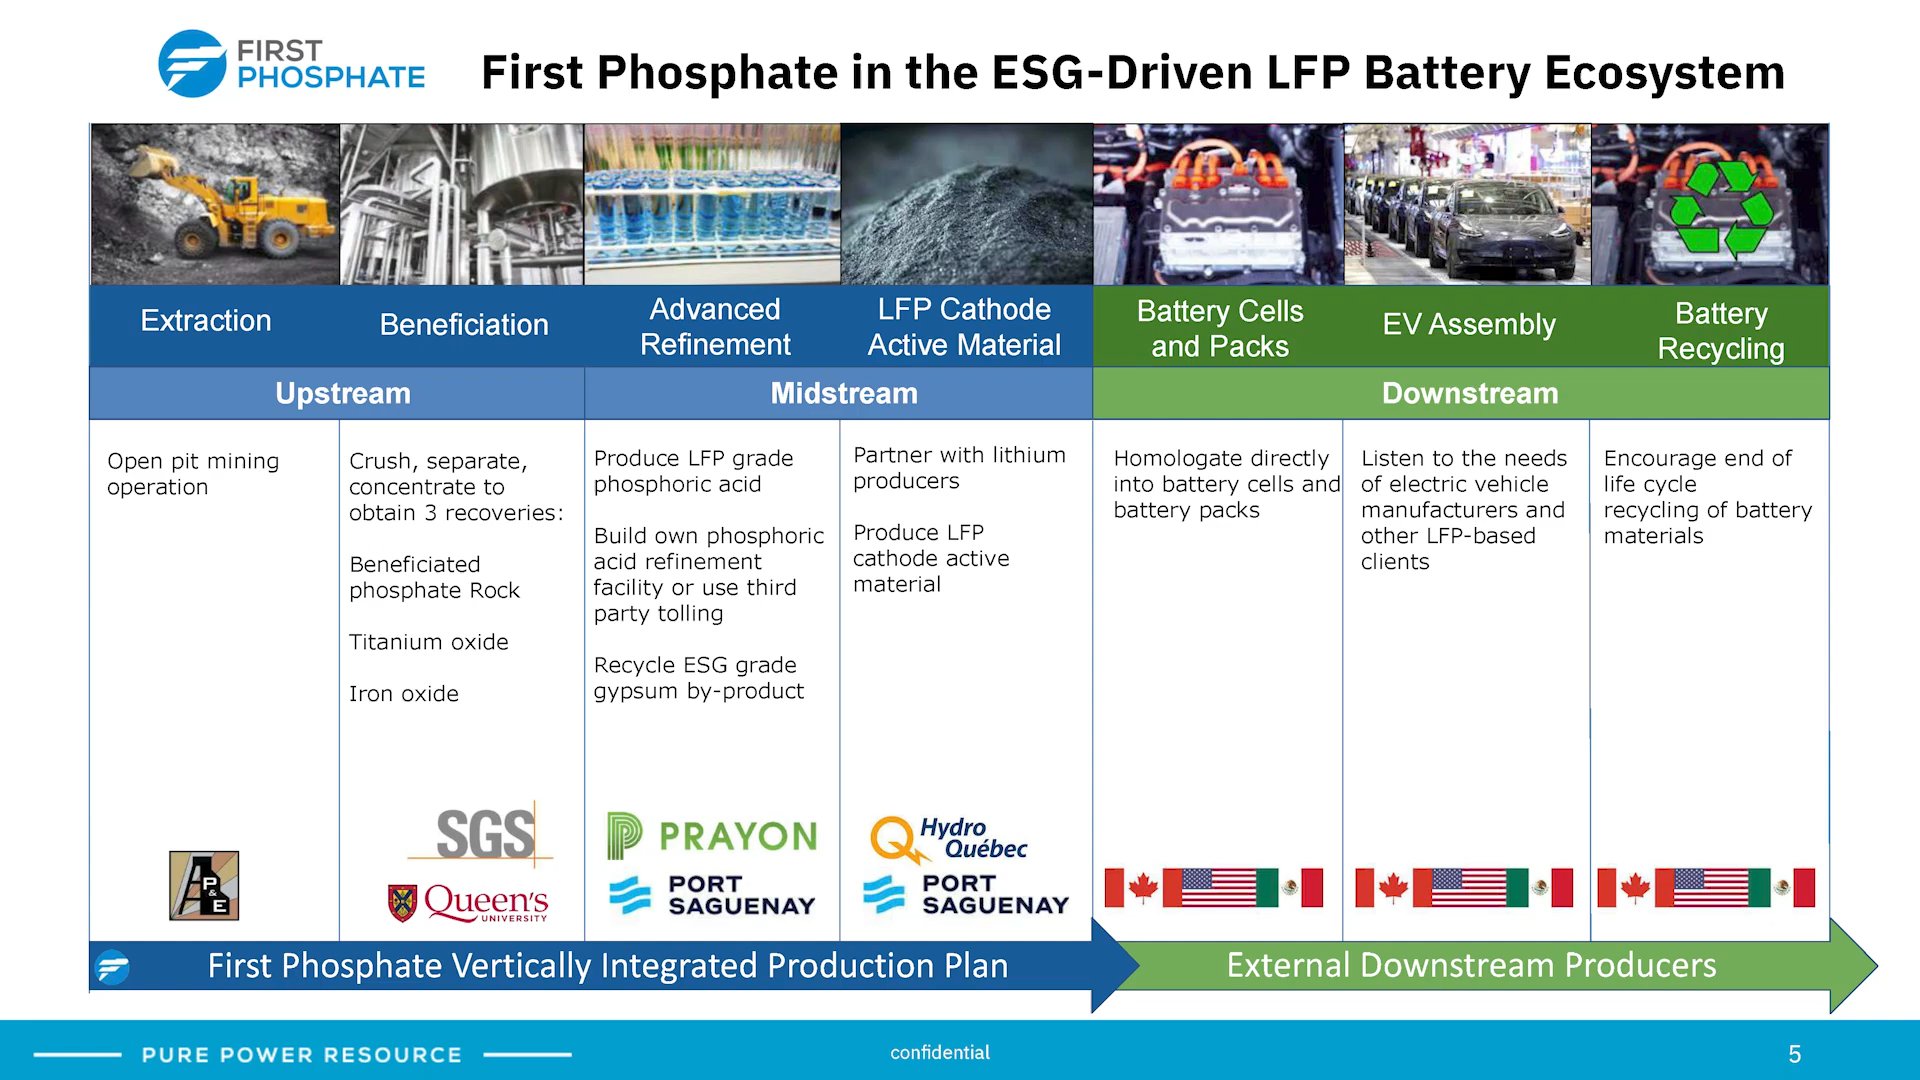 FIRST
PHOSPHATE
First Phosphate in the ESG-Driven LFP Battery Ecosystem
Extraction
Beneficiation
Advanced
Refinement
LFP Cathode
Active Material
Battery Cells
and Packs
EV Assembly
Battery
Recycling
Upstream
Midstream
Downstream
Open pit mining
operation
Crush, separate,
concentrate to
obtain 3 recoveries:
Beneficiated
phosphate Rock
Titanium oxide
Iron oxide
Produce LFP grade
phosphoric acid
Build own phosphoric
acid refinement
facility or use third
party tolling
Recycle ESG grade
gypsum by-product
Partner with lithium
producers
Produce LFP
cathode active
material
Homologate directly
into battery cells and
battery packs
Listen to the needs
of electric vehicle
manufacturers and
other LFP-based
clients
Encourage end of
life cycle
recycling of battery
materials
A
P
&
E
SGS
Queen's
UNIVERSITY
PRAYON
PORT
SAGUENAY
Hydro
Québec
PORT
SAGUENAY
First Phosphate Vertically Integrated Production Plan
External Downstream Producers
PURE POWER RESOURCE
confidential
5